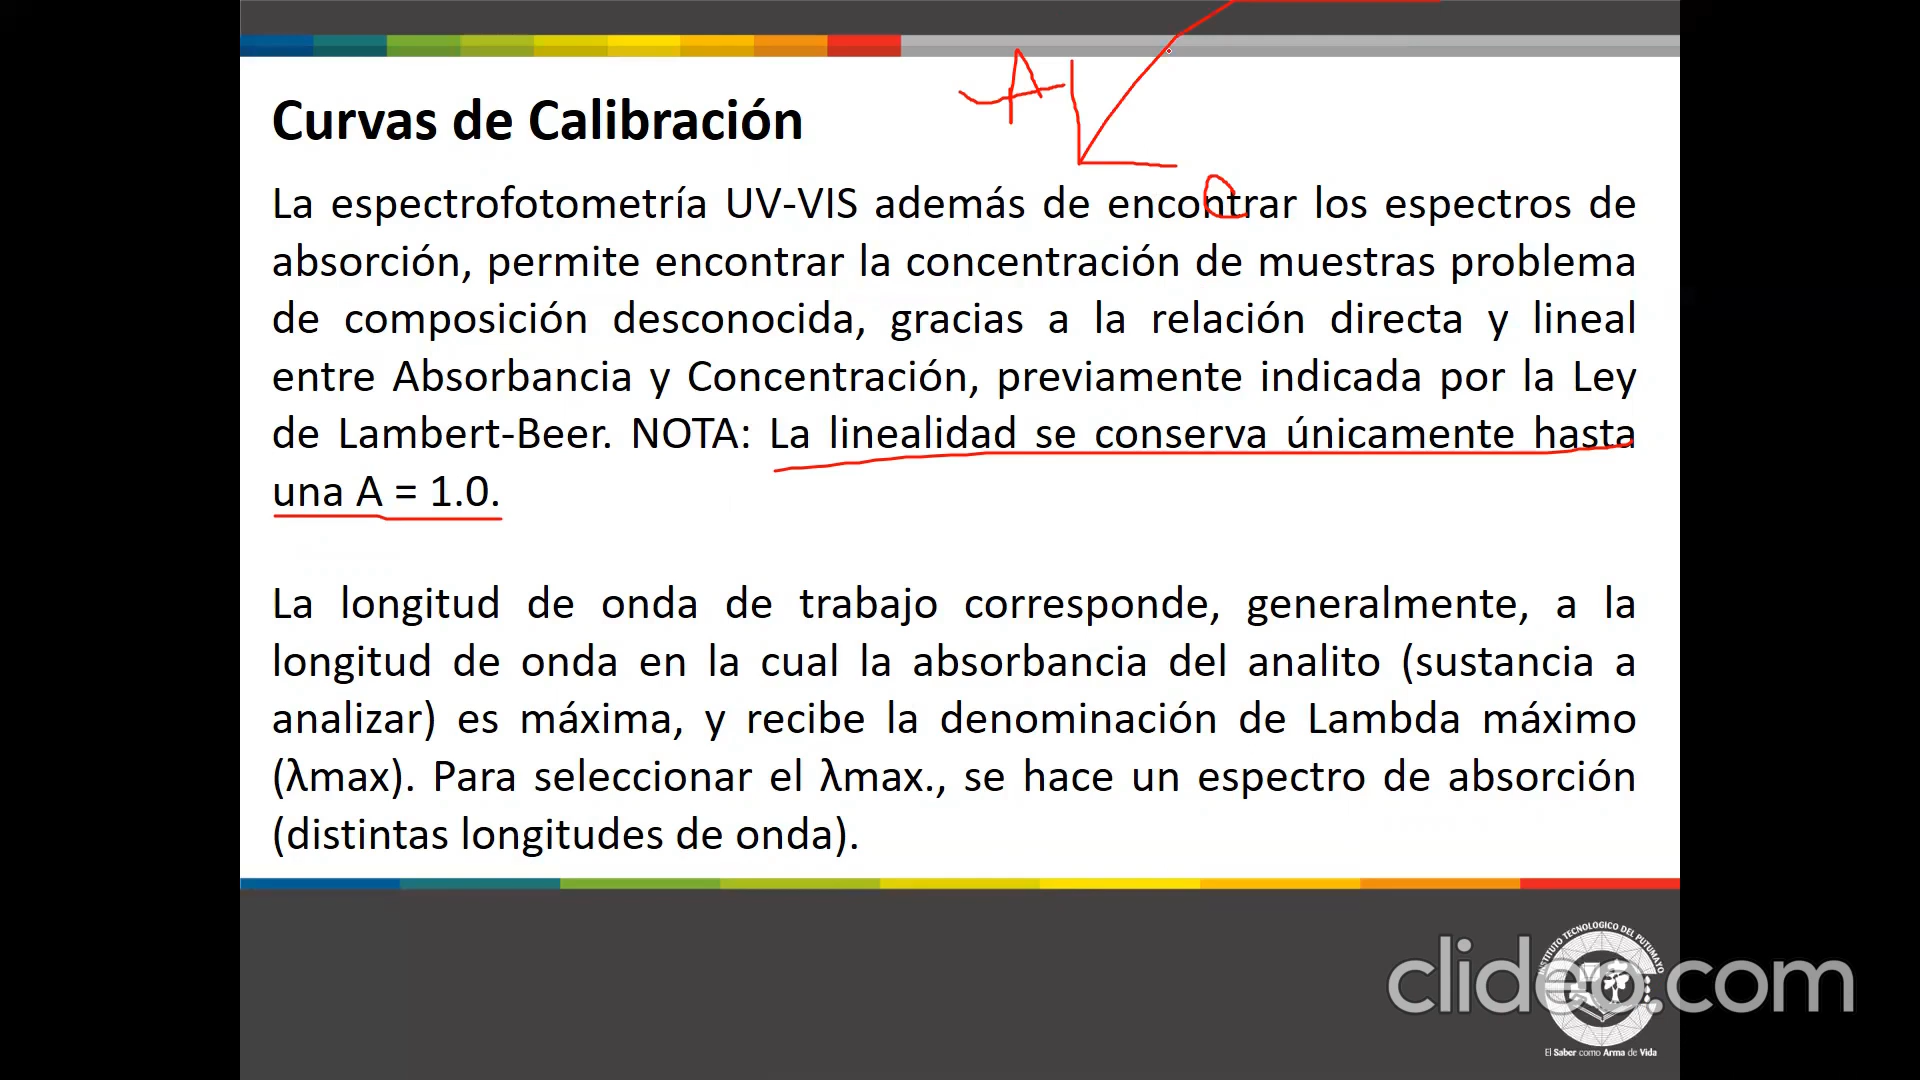 A
Curvas de Calibración
C
La espectrofotometría UV-VIS además de encontrar los espectros de
absorción, permite encontrar la concentración de muestras problema
de composición desconocida, gracias a la relación directa y lineal
entre Absorbancia y Concentración, previamente indicada por la Ley
de Lambert-Beer. NOTA: La linealidad se conserva únicamente hasta
una A = 1.0.
La longitud de onda de trabajo corresponde, generalmente, a la
longitud de onda en la cual la absorbancia del analito (sustancia a
analizar) es máxima, y recibe la denominación de Lambda máximo
(λmax). Para seleccionar el λmax., se hace un espectro de absorción
(distintas longitudes de onda).
INSTITUTO TECNOLOGICO DEL PUTUMAYO
clideo.com
El Saber como Arma de Vida